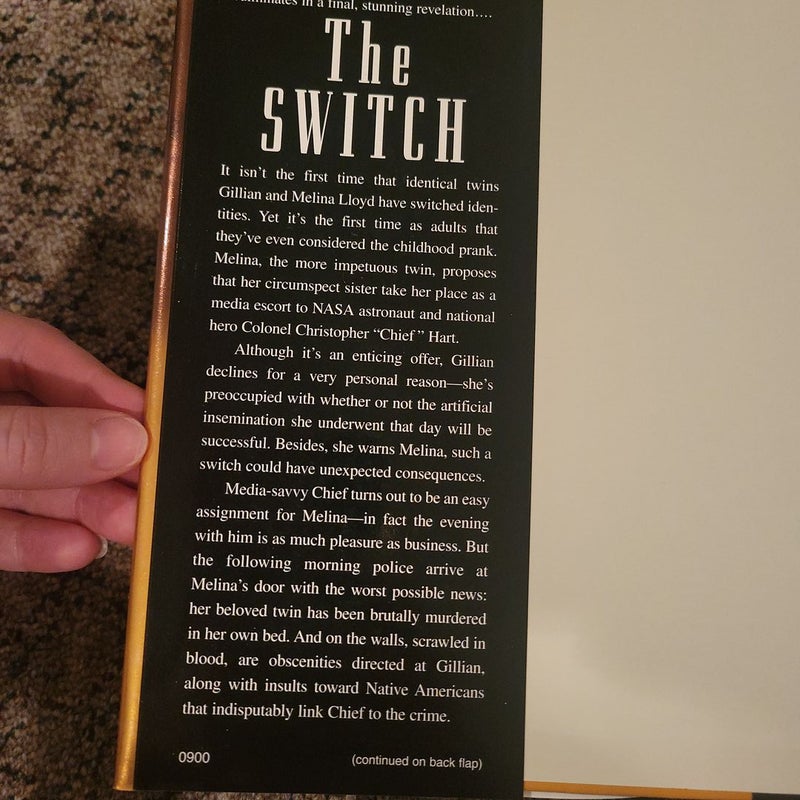 in a final, stunning revelation....
The
SWITCH
It isn't the first time that identical twins
Gillian and Melina Lloyd have switched iden-
tities. Yet it's the first time as adults that
they've even considered the childhood prank.
Melina, the more impetuous twin, proposes
that her circumspect sister take her place as a
media escort to NASA astronaut and national
hero Colonel Christopher “Chief” Hart.
Although it's an enticing offer, Gillian
declines for a very personal reason—she's
preoccupied with whether or not the artificial
insemination she underwent that day will be
successful. Besides, she warns Melina, such a
switch could have unexpected consequences.
Media-savvy Chief turns out to be an easy
assignment for Melina—in fact the evening
with him is as much pleasure as business. But
the following morning police arrive at
Melina's door with the worst possible news:
her beloved twin has been brutally murdered
in her own bed. And on the walls, scrawled in
blood, are obscenities directed at Gillian,
along with insults toward Native Americans
that indisputably link Chief to the crime.
0900
(continued on back flap)